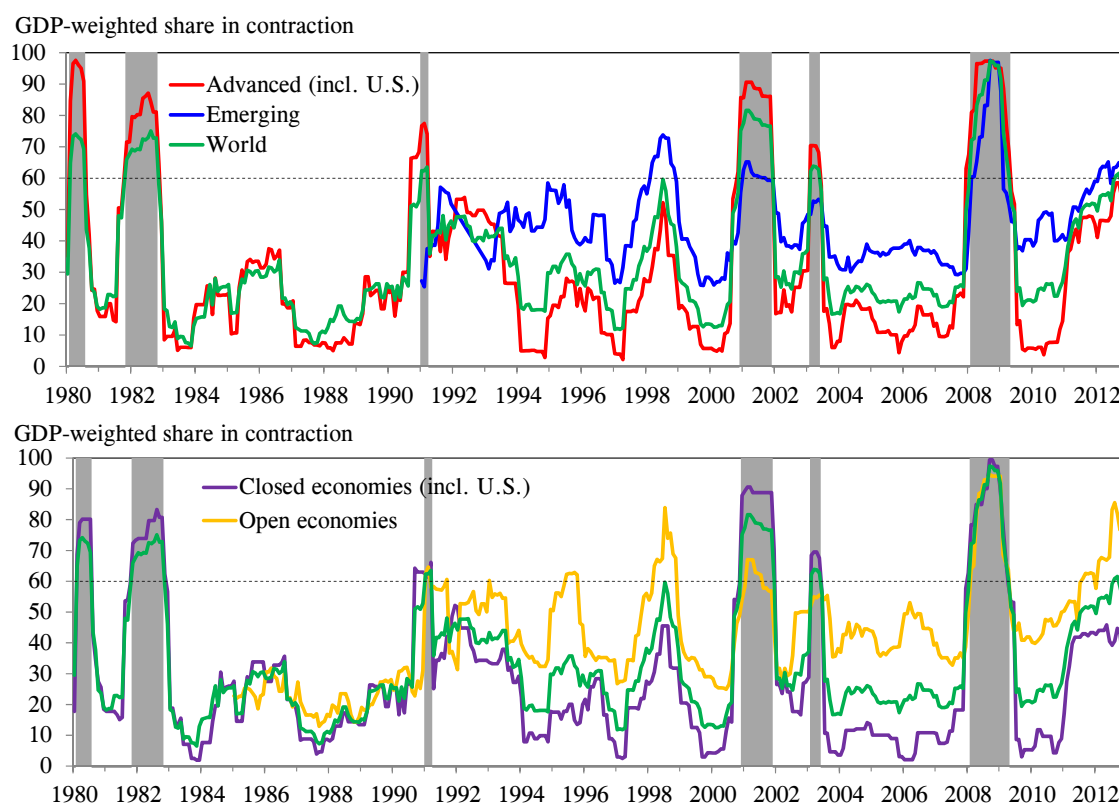 GDP-weighted share in contraction
100
90
80
70
60
50
40
30
20
10
0
Advanced (incl. U.S.)
Emerging
World
1980 1982 1984 1986 1988 1990 1992 1994 1996 1998 2000 2002 2004 2006 2008 2010 2012
GDP-weighted share in contraction
100
90
80
70
60
50
40
30
20
10
0
Closed economies (incl. U.S.)
Open economies
1980 1982 1984 1986 1988 1990 1992 1994 1996 1998 2000 2002 2004 2006 2008 2010 2012